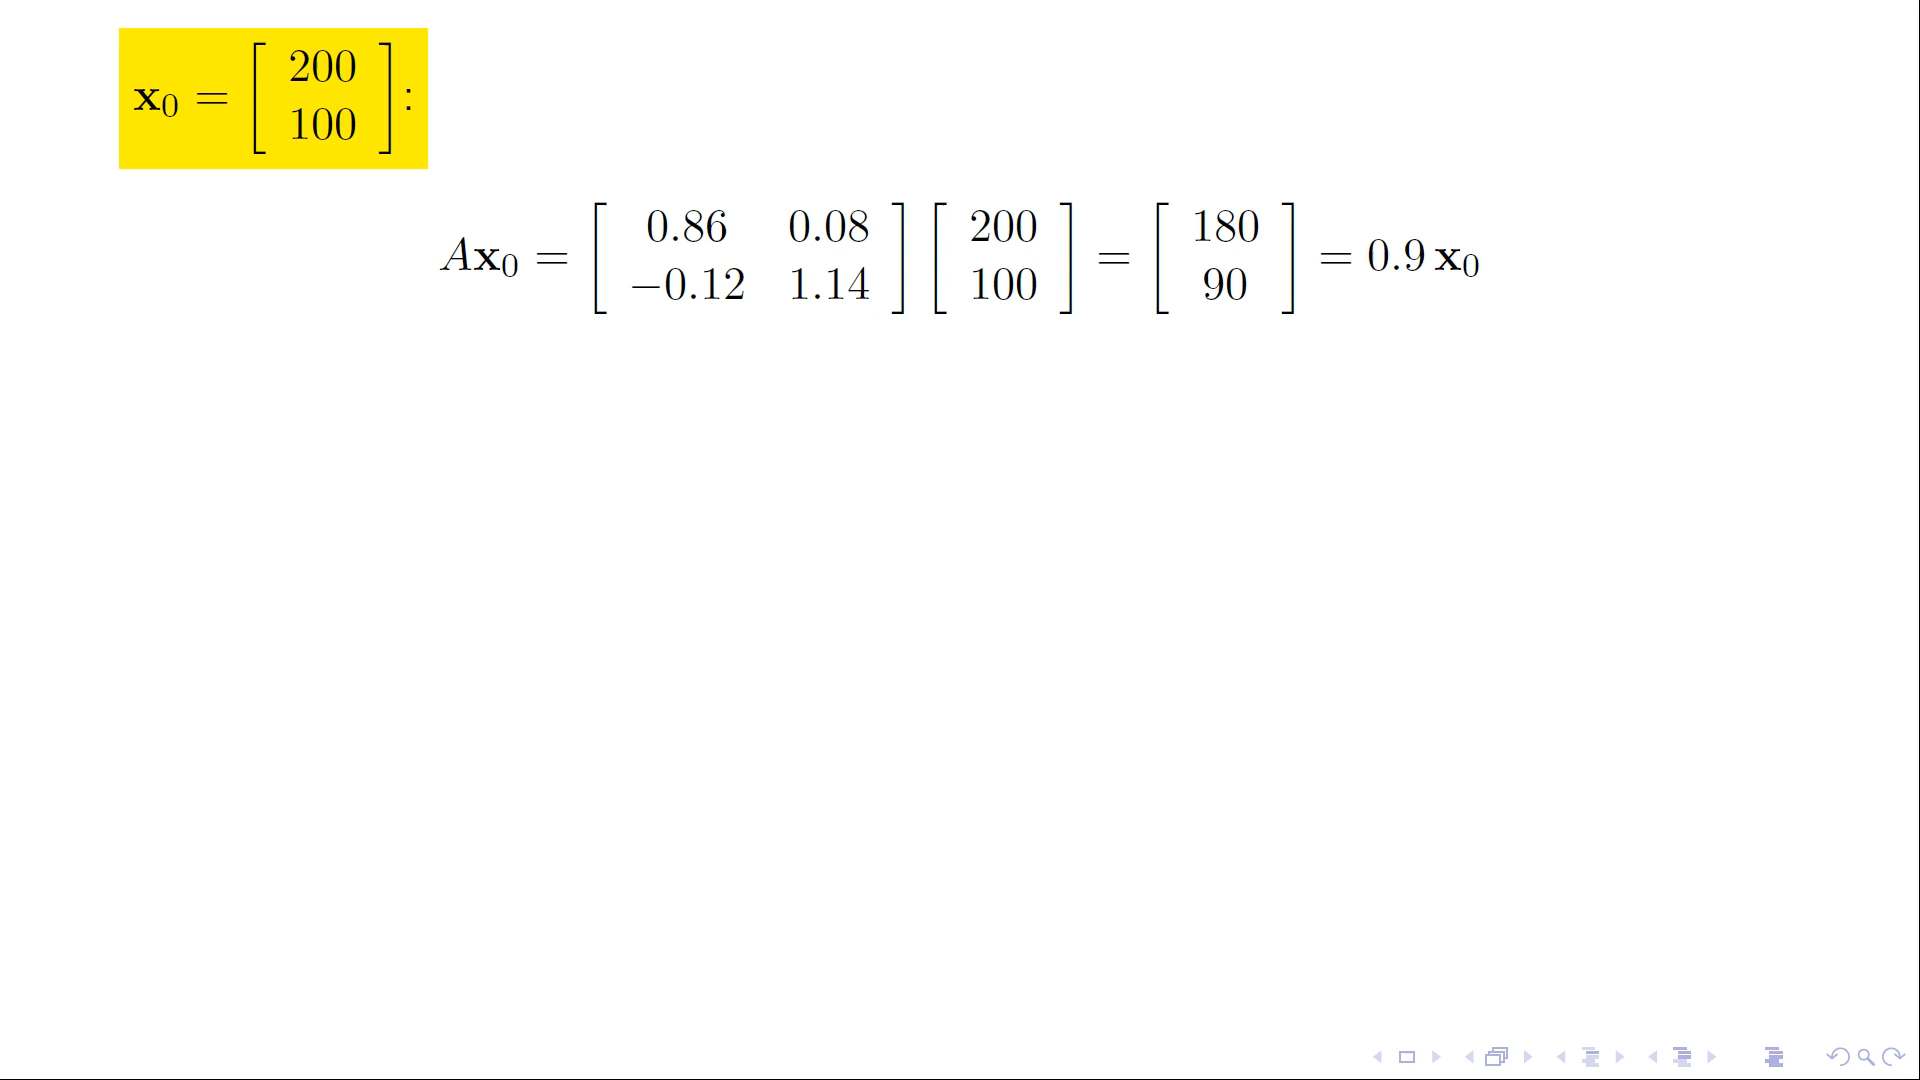 x₀ = [ 200 ; 100 ]:
Ax₀ = [ 0.86 0.08 ; −0.12 1.14 ] [ 200 ; 100 ] = [ 180 ; 90 ] = 0.9 x₀